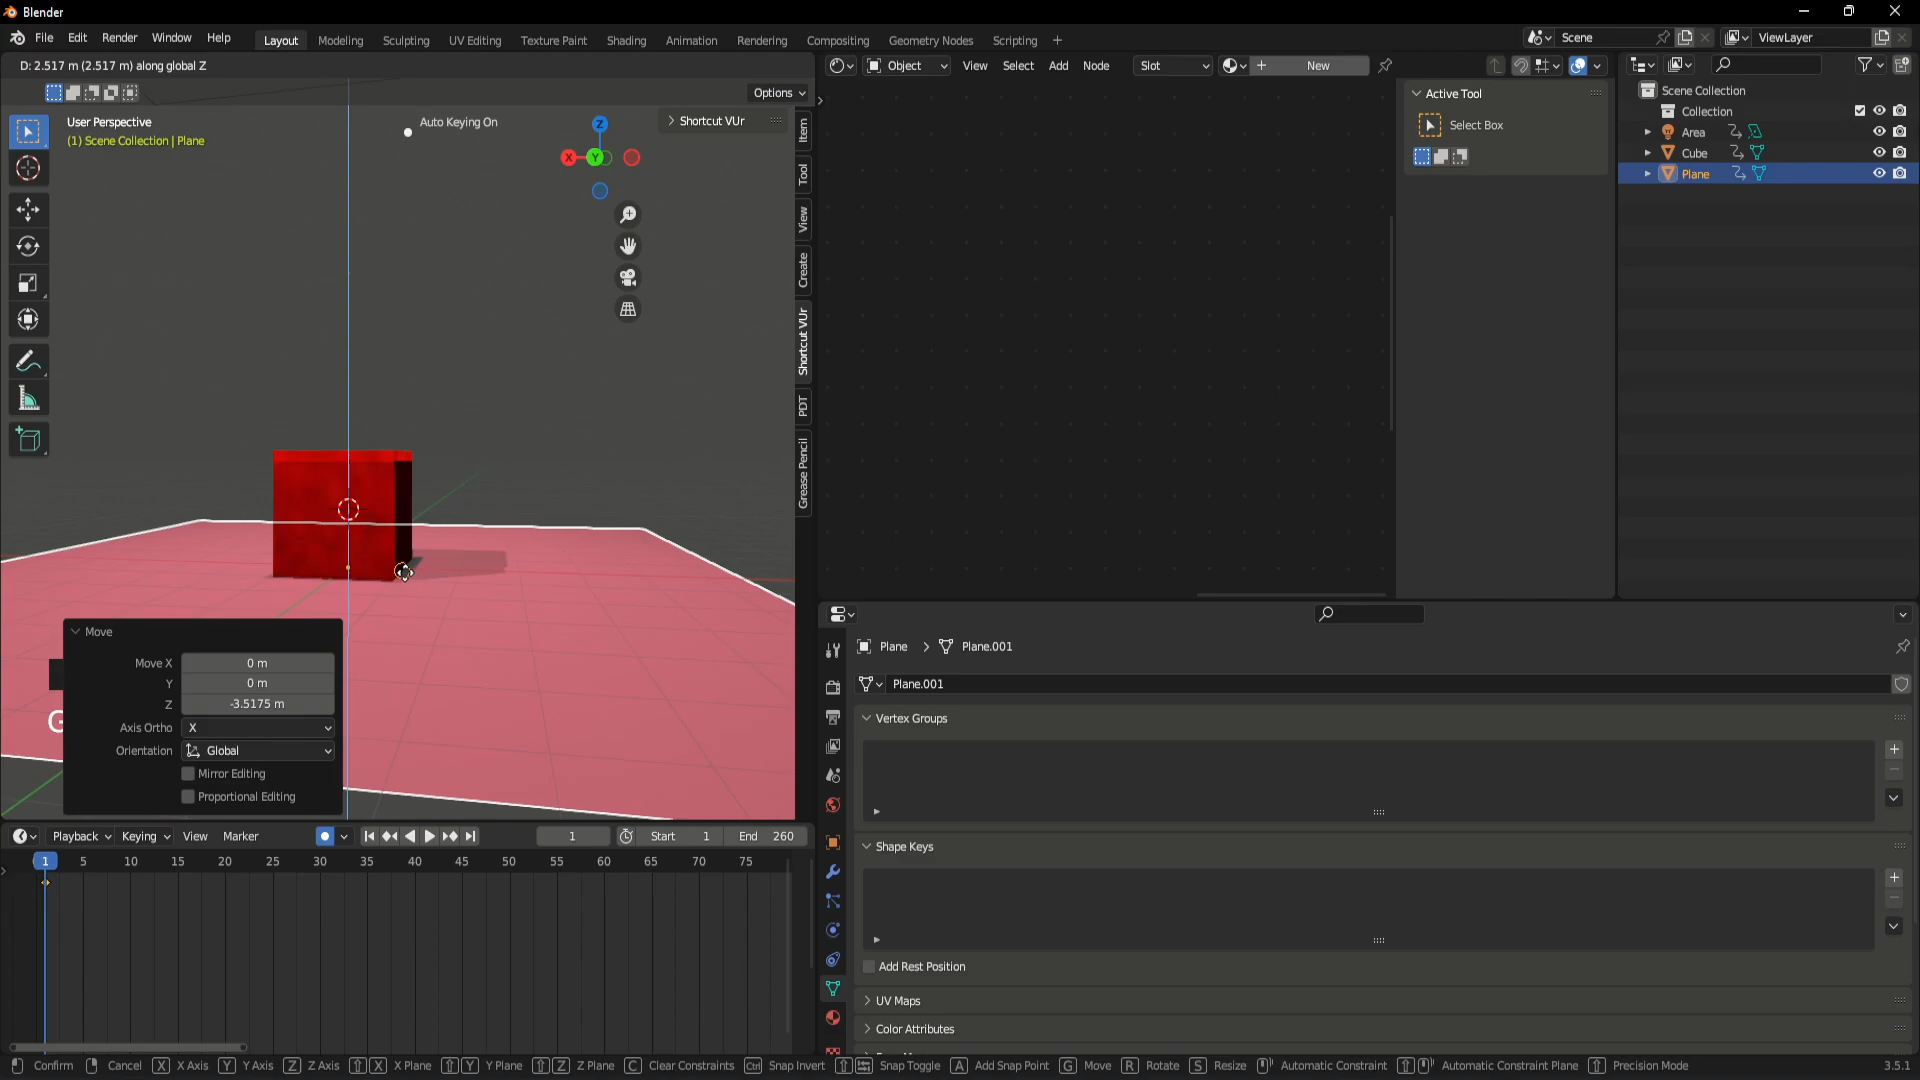 Blender
File Edit Render Window Help Layout Modeling Sculpting UV Editing Texture Paint Shading Animation Rendering Compositing Geometry Nodes Scripting + Scene ViewLayer
D: 2.517 m (2.517 m) along global Z
Object View Select Add Node Slot + New
Options
User Perspective
(1) Scene Collection | Plane
Auto Keying On
Shortcut VUr
X Y Z
Item
Tool
View
Create
Shortcut VUr
PDT
Grease Pencil
Active Tool
Select Box
Scene Collection
Collection
Area
Cube
Plane
Move
Move X 0 m
Y 0 m
Z -3.5175 m
Axis Ortho X
Orientation Global
Mirror Editing
Proportional Editing
G
Plane > Plane.001
Plane.001
Vertex Groups
Shape Keys
Add Rest Position
UV Maps
Color Attributes
Playback Keying View Marker 1 Start 1 End 260
1 5 10 15 20 25 30 35 40 45 50 55 60 65 70 75
Confirm Cancel X X Axis Y Y Axis Z Z Axis X X Plane Y Y Plane Z Z Plane C Clear Constraints Ctrl Snap Invert Snap Toggle A Add Snap Point G Move R Rotate S Resize Automatic Constraint Automatic Constraint Plane Precision Mode 3.5.1